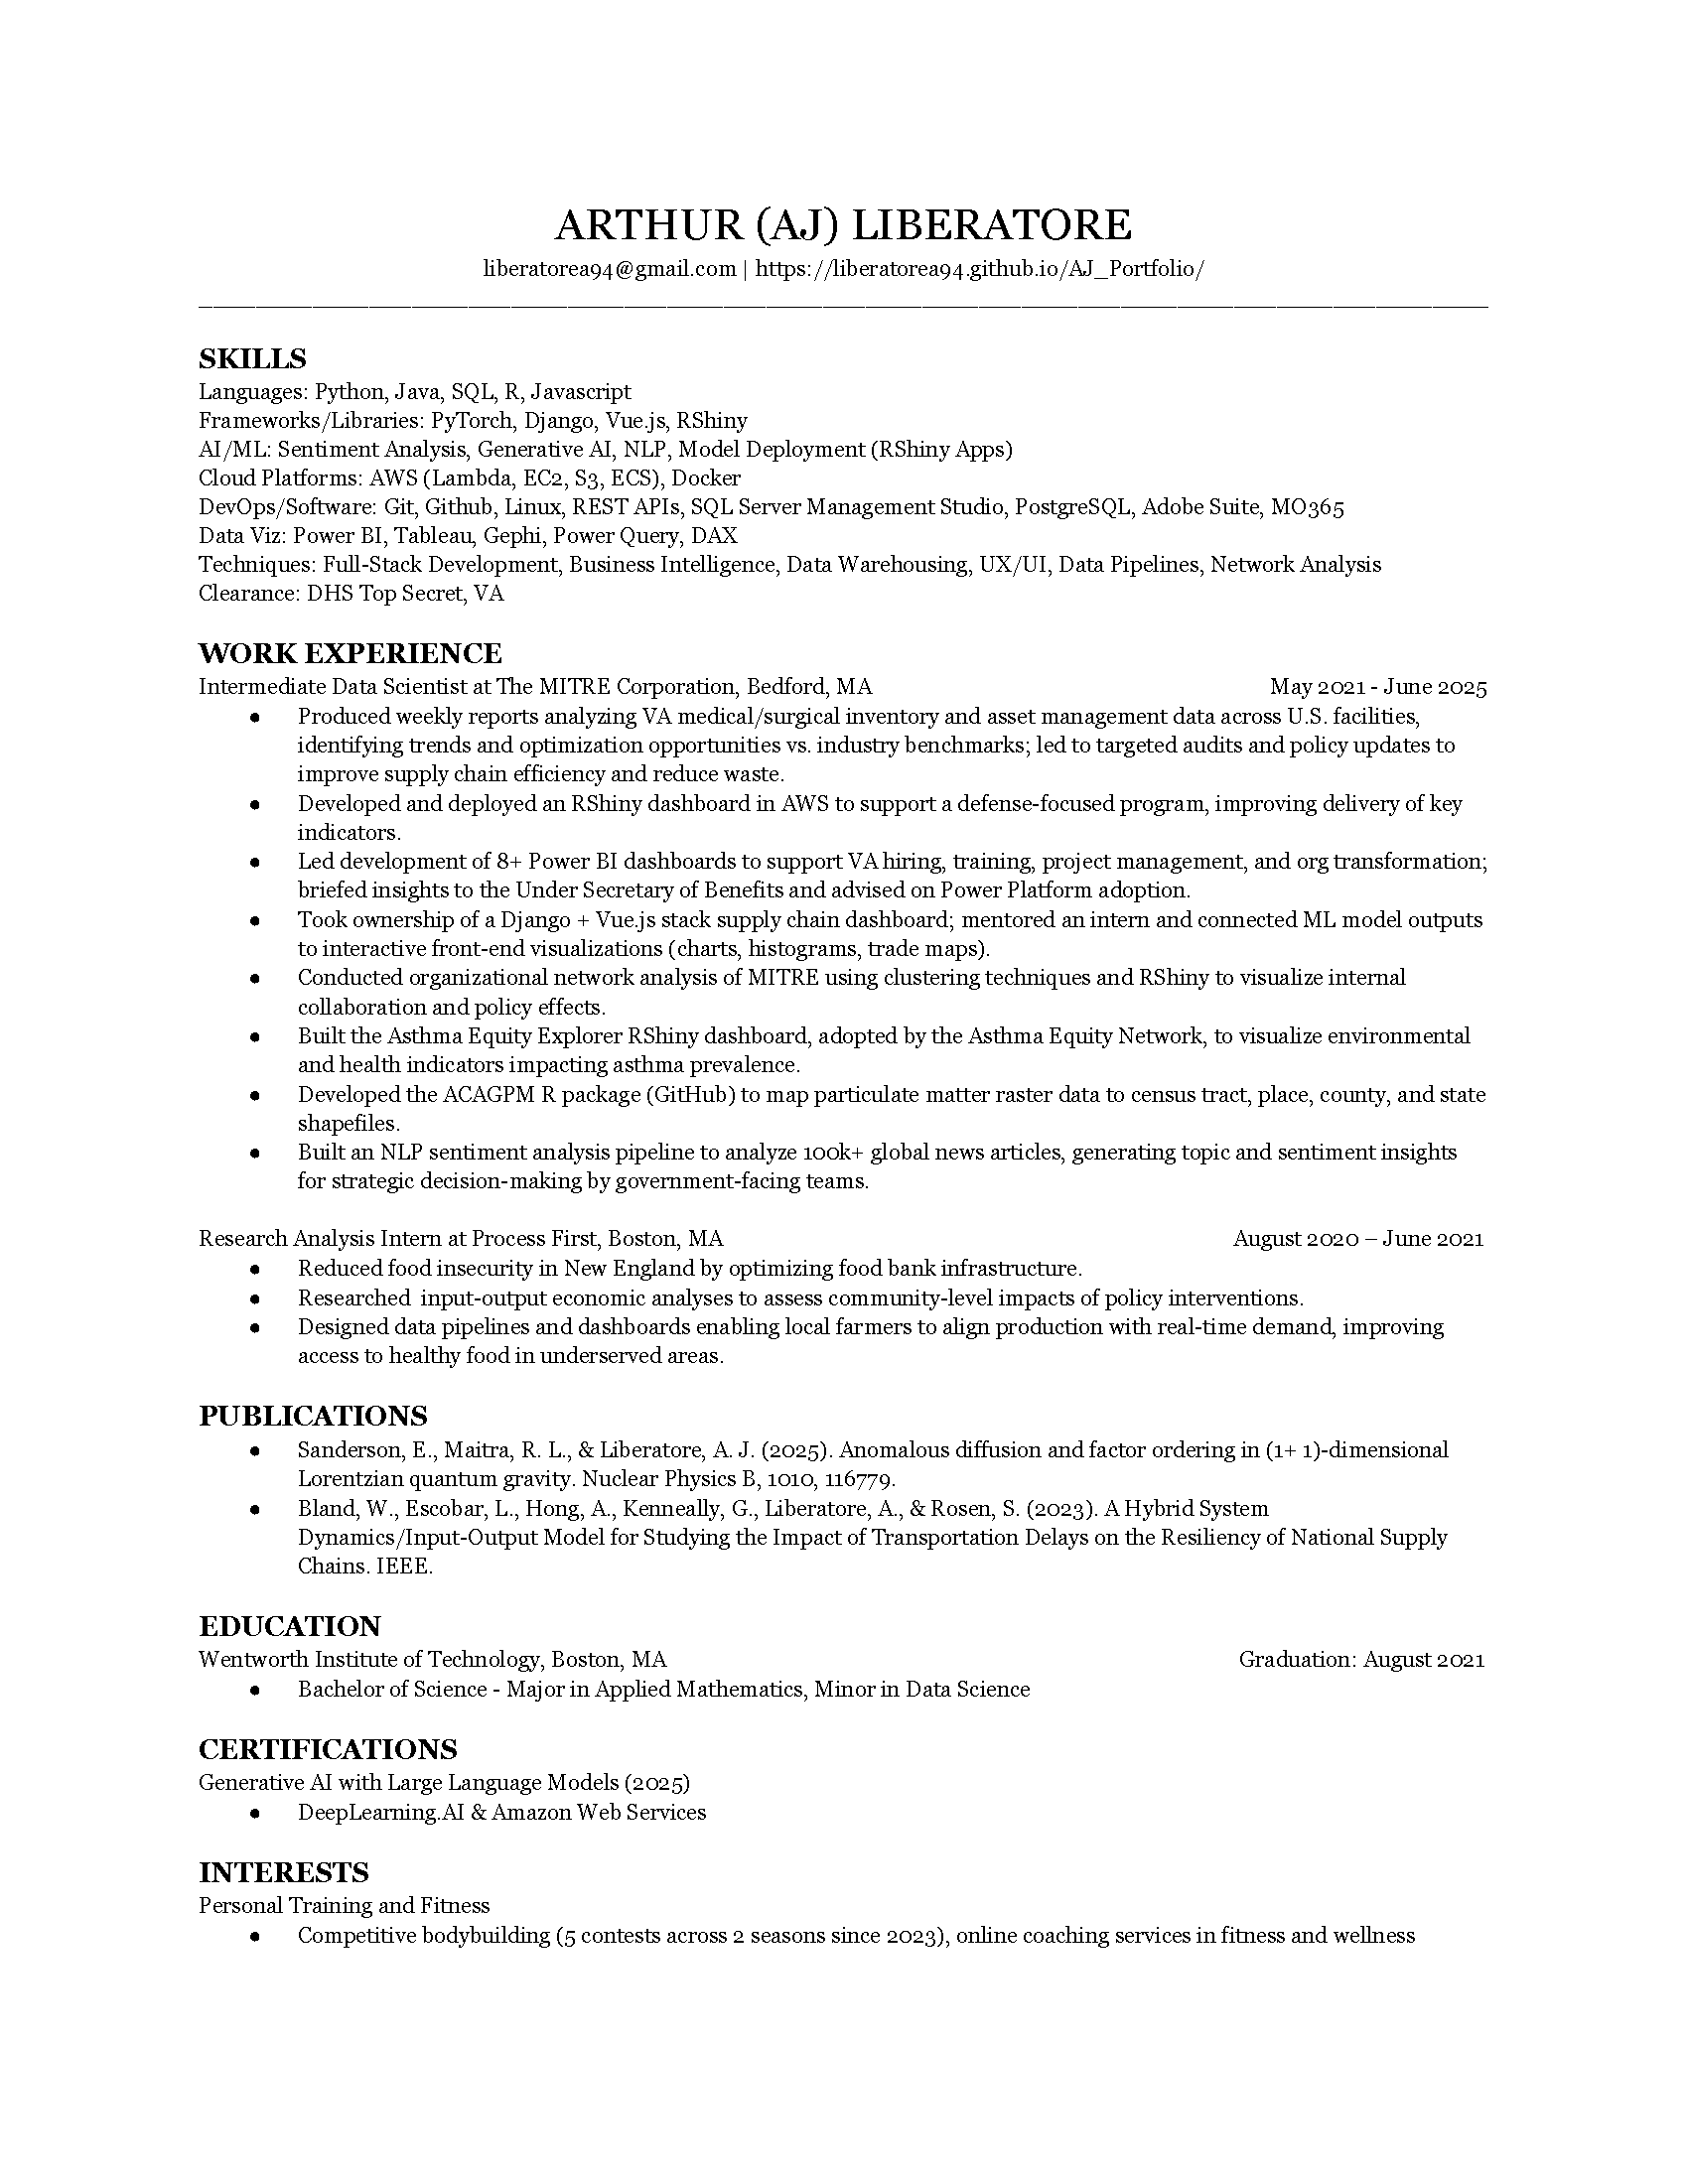 ARTHUR (AJ) LIBERATORE
liberatorea94@gmail.com | https://liberatorea94.github.io/AJ_Portfolio/
SKILLS
Languages: Python, Java, SQL, R, Javascript
Frameworks/Libraries: PyTorch, Django, Vue.js, RShiny
AI/ML: Sentiment Analysis, Generative AI, NLP, Model Deployment (RShiny Apps)
Cloud Platforms: AWS (Lambda, EC2, S3, ECS), Docker
DevOps/Software: Git, Github, Linux, REST APIs, SQL Server Management Studio, PostgreSQL, Adobe Suite, MO365
Data Viz: Power BI, Tableau, Gephi, Power Query, DAX
Techniques: Full-Stack Development, Business Intelligence, Data Warehousing, UX/UI, Data Pipelines, Network Analysis
Clearance: DHS Top Secret, VA
WORK EXPERIENCE
Intermediate Data Scientist at The MITRE Corporation, Bedford, MA May 2021 - June 2025
● Produced weekly reports analyzing VA medical/surgical inventory and asset management data across U.S. facilities,
identifying trends and optimization opportunities vs. industry benchmarks; led to targeted audits and policy updates to
improve supply chain efficiency and reduce waste.
● Developed and deployed an RShiny dashboard in AWS to support a defense-focused program, improving delivery of key
indicators.
● Led development of 8+ Power BI dashboards to support VA hiring, training, project management, and org transformation;
briefed insights to the Under Secretary of Benefits and advised on Power Platform adoption.
● Took ownership of a Django + Vue.js stack supply chain dashboard; mentored an intern and connected ML model outputs
to interactive front-end visualizations (charts, histograms, trade maps).
● Conducted organizational network analysis of MITRE using clustering techniques and RShiny to visualize internal
collaboration and policy effects.
● Built the Asthma Equity Explorer RShiny dashboard, adopted by the Asthma Equity Network, to visualize environmental
and health indicators impacting asthma prevalence.
● Developed the ACAGPM R package (GitHub) to map particulate matter raster data to census tract, place, county, and state
shapefiles.
● Built an NLP sentiment analysis pipeline to analyze 100k+ global news articles, generating topic and sentiment insights
for strategic decision-making by government-facing teams.
Research Analysis Intern at Process First, Boston, MA August 2020 – June 2021
● Reduced food insecurity in New England by optimizing food bank infrastructure.
● Researched input-output economic analyses to assess community-level impacts of policy interventions.
● Designed data pipelines and dashboards enabling local farmers to align production with real-time demand, improving
access to healthy food in underserved areas.
PUBLICATIONS
● Sanderson, E., Maitra, R. L., & Liberatore, A. J. (2025). Anomalous diffusion and factor ordering in (1+ 1)-dimensional
Lorentzian quantum gravity. Nuclear Physics B, 1010, 116779.
● Bland, W., Escobar, L., Hong, A., Kenneally, G., Liberatore, A., & Rosen, S. (2023). A Hybrid System
Dynamics/Input-Output Model for Studying the Impact of Transportation Delays on the Resiliency of National Supply
Chains. IEEE.
EDUCATION
Wentworth Institute of Technology, Boston, MA Graduation: August 2021
● Bachelor of Science - Major in Applied Mathematics, Minor in Data Science
CERTIFICATIONS
Generative AI with Large Language Models (2025)
● DeepLearning.AI & Amazon Web Services
INTERESTS
Personal Training and Fitness
● Competitive bodybuilding (5 contests across 2 seasons since 2023), online coaching services in fitness and wellness